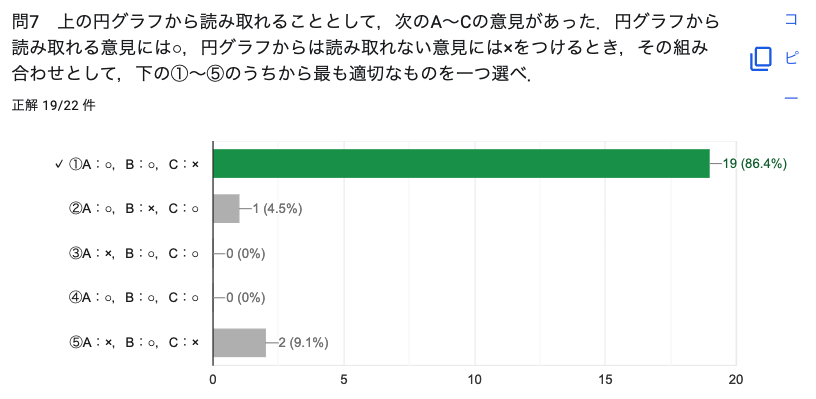 問7　上の円グラフから読み取れることとして，次のA～Cの意見があった．円グラフから
読み取れる意見には○，円グラフからは読み取れない意見には×をつけるとき，その組み
合わせとして，下の①～⑤のうちから最も適切なものを一つ選べ．
コピー
正解 19/22 件
✓ ①A：○，B：○，C：× 19 (86.4%)
②A：○，B：×，C：○ 1 (4.5%)
③A：×，B：○，C：○ 0 (0%)
④A：○，B：○，C：○ 0 (0%)
⑤A：×，B：○，C：× 2 (9.1%)
0 5 10 15 20